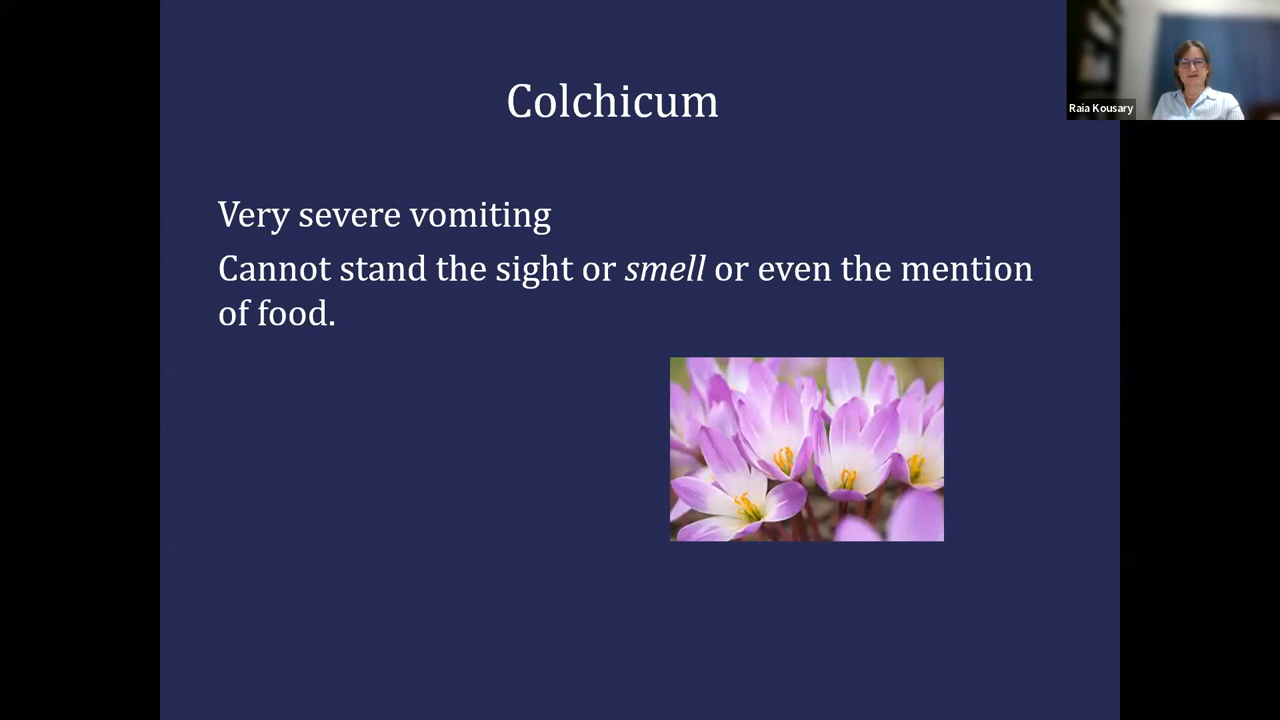 Colchicum
Raia Kousary
Very severe vomiting
Cannot stand the sight or smell or even the mention
of food.